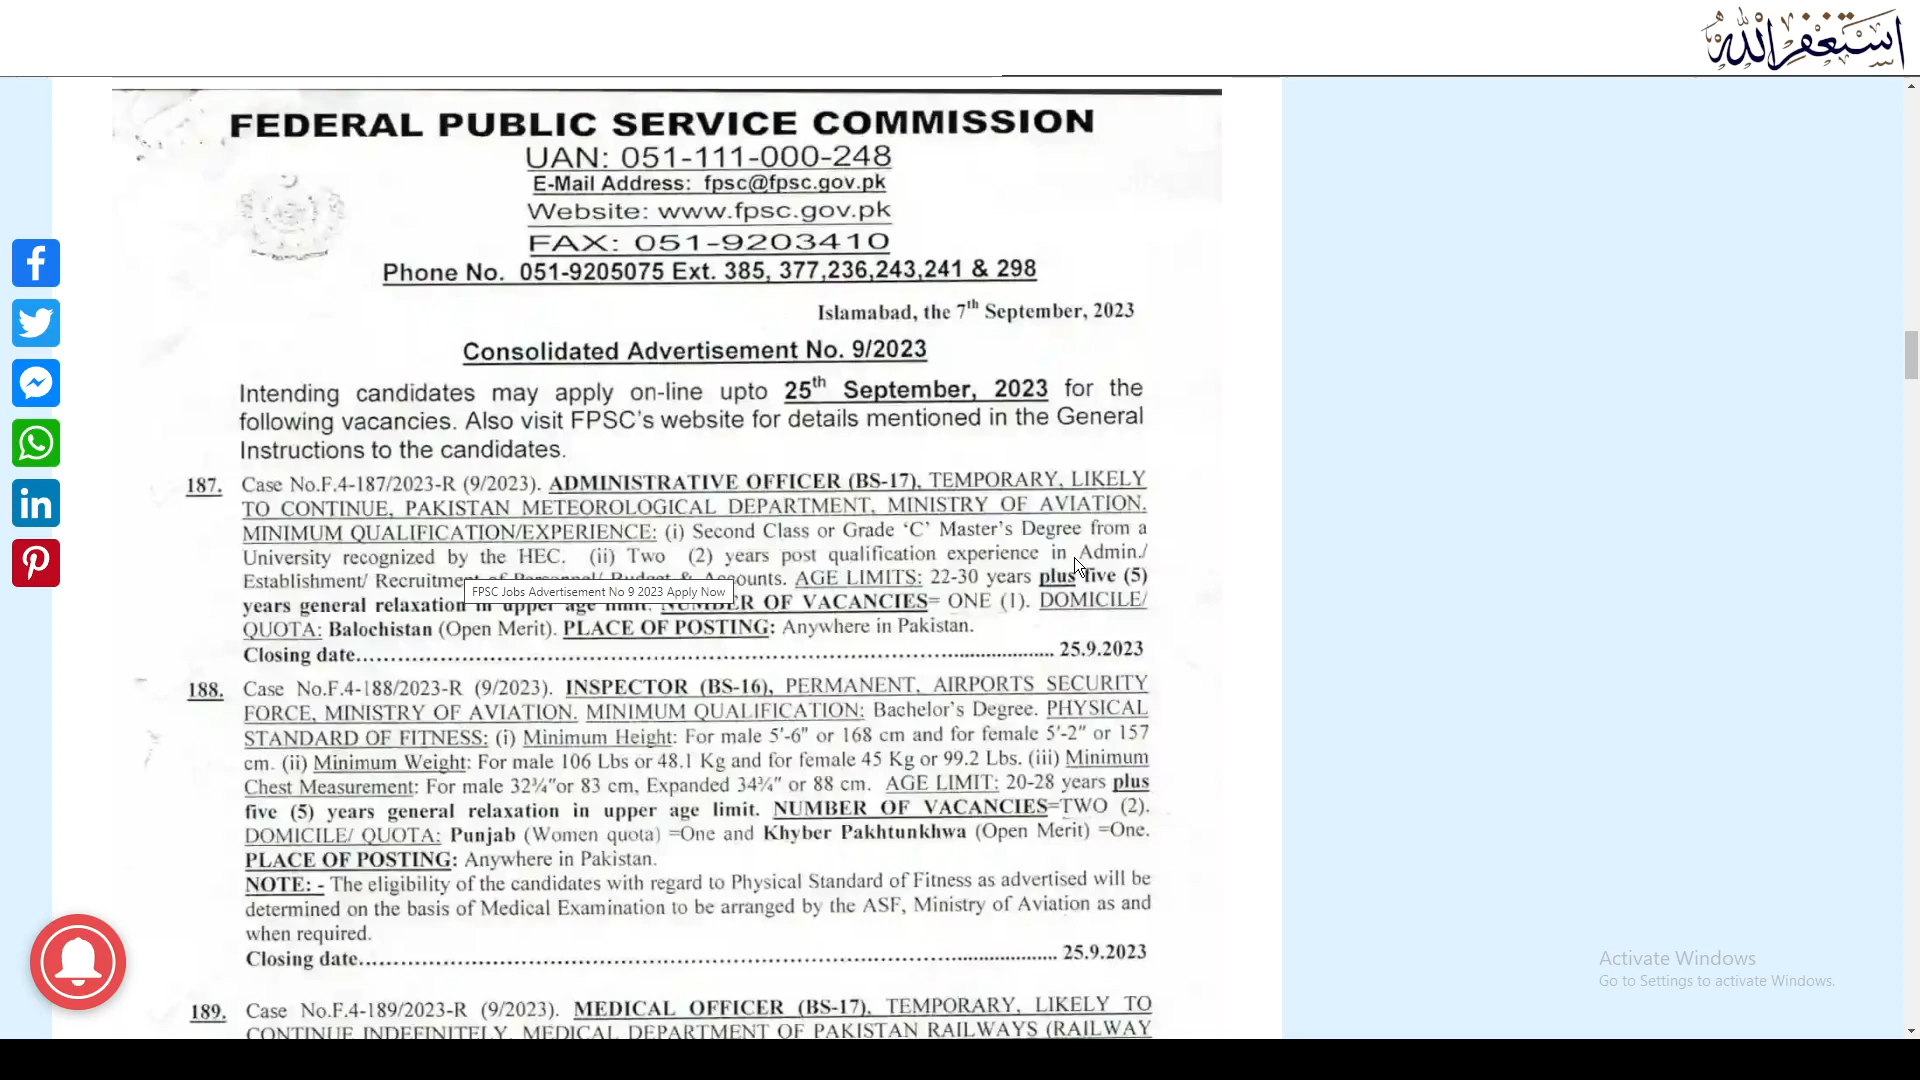 استغفر الله
FEDERAL PUBLIC SERVICE COMMISSION
UAN: 051-111-000-248
E-Mail Address: fpsc@fpsc.gov.pk
Website: www.fpsc.gov.pk
FAX: 051-9203410
Phone No. 051-9205075 Ext. 385, 377,236,243,241 & 298
Islamabad, the 7th September, 2023
Consolidated Advertisement No. 9/2023
Intending candidates may apply on-line upto 25th September, 2023 for the
following vacancies. Also visit FPSC's website for details mentioned in the General
Instructions to the candidates.
187. Case No.F.4-187/2023-R (9/2023). ADMINISTRATIVE OFFICER (BS-17), TEMPORARY, LIKELY
TO CONTINUE, PAKISTAN METEOROLOGICAL DEPARTMENT, MINISTRY OF AVIATION.
MINIMUM QUALIFICATION/EXPERIENCE: (i) Second Class or Grade 'C' Master's Degree from a
University recognized by the HEC. (ii) Two (2) years post qualification experience in Admin./
Establishment/ Recruitment of Personnel/ Budget & Accounts. AGE LIMITS: 22-30 years plus five (5)
FPSC Jobs Advertisement No 9 2023 Apply Now
years general relaxation in upper age limit. NUMBER OF VACANCIES= ONE (1). DOMICILE/
QUOTA: Balochistan (Open Merit). PLACE OF POSTING: Anywhere in Pakistan.
Closing date.......... 25.9.2023
188. Case No.F.4-188/2023-R (9/2023). INSPECTOR (BS-16), PERMANENT, AIRPORTS SECURITY
FORCE, MINISTRY OF AVIATION. MINIMUM QUALIFICATION: Bachelor's Degree. PHYSICAL
STANDARD OF FITNESS: (i) Minimum Height: For male 5'-6" or 168 cm and for female 5'-2" or 157
cm. (ii) Minimum Weight: For male 106 Lbs or 48.1 Kg and for female 45 Kg or 99.2 Lbs. (iii) Minimum
Chest Measurement: For male 32¾"or 83 cm, Expanded 34¾" or 88 cm. AGE LIMIT: 20-28 years plus
five (5) years general relaxation in upper age limit. NUMBER OF VACANCIES=TWO (2).
DOMICILE/ QUOTA: Punjab (Women quota) =One and Khyber Pakhtunkhwa (Open Merit) =One.
PLACE OF POSTING: Anywhere in Pakistan.
NOTE: - The eligibility of the candidates with regard to Physical Standard of Fitness as advertised will be
determined on the basis of Medical Examination to be arranged by the ASF, Ministry of Aviation as and
when required.
Closing date.......... 25.9.2023
189. Case No.F.4-189/2023-R (9/2023). MEDICAL OFFICER (BS-17), TEMPORARY, LIKELY TO
CONTINUE INDEFINITELY, MEDICAL DEPARTMENT OF PAKISTAN RAILWAYS (RAILWAY
Activate Windows
Go to Settings to activate Windows.